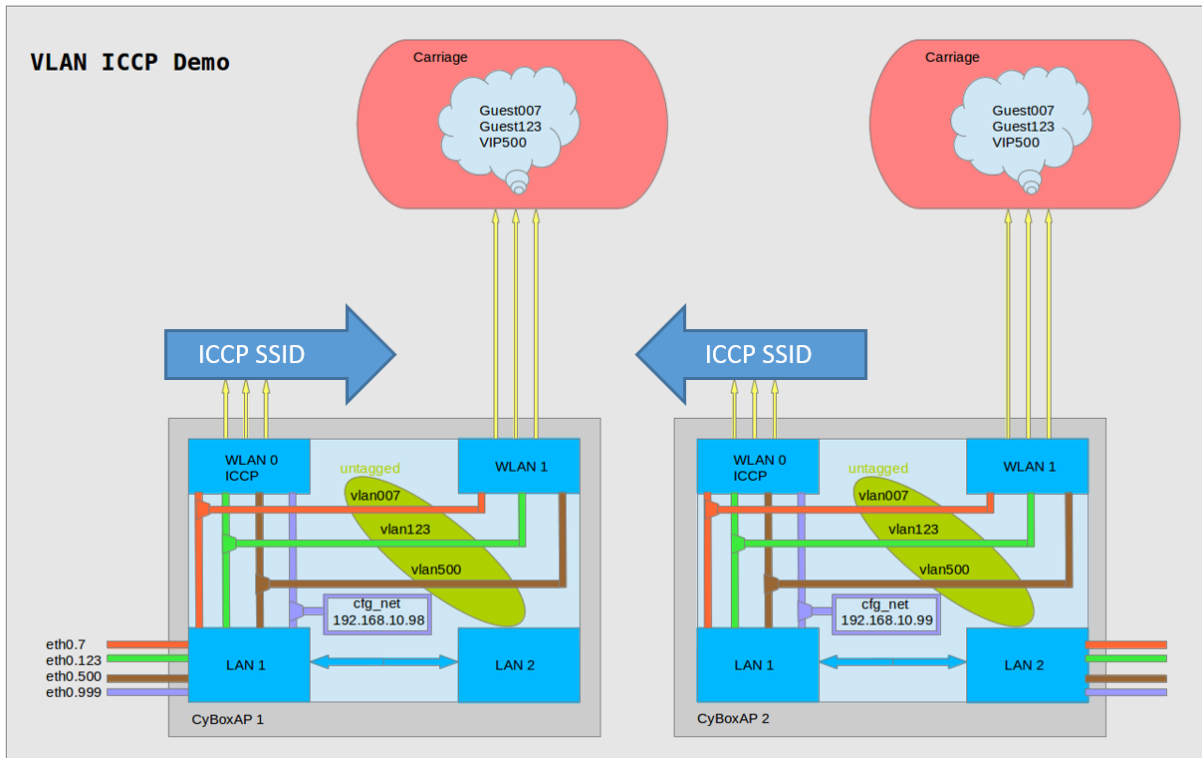 VLAN ICCP Demo
Carriage
Guest007
Guest123
VIP500
Carriage
Guest007
Guest123
VIP500
ICCP SSID
ICCP SSID
WLAN 0
ICCP
untagged
WLAN 1
vlan007
vlan123
vlan500
cfg_net
192.168.10.98
eth0.7
eth0.123
eth0.500
eth0.999
LAN 1
LAN 2
CyBoxAP 1
WLAN 0
ICCP
untagged
WLAN 1
vlan007
vlan123
vlan500
cfg_net
192.168.10.99
LAN 1
LAN 2
CyBoxAP 2